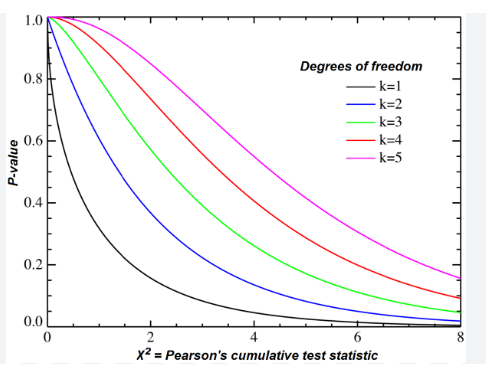 1.0
0.8
0.6
0.4
0.2
0.0
P-value
Degrees of freedom
k=1
k=2
k=3
k=4
k=5
0 2 4 6 8
X² = Pearson's cumulative test statistic